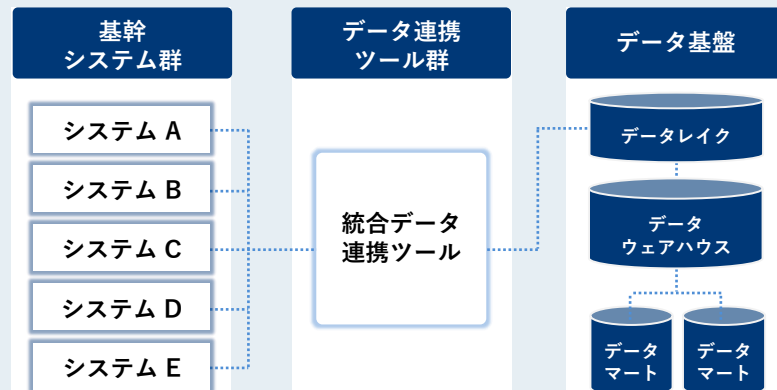 基幹
システム群
データ連携
ツール群
データ基盤
システム A
システム B
システム C
システム D
システム E
統合データ
連携ツール
データレイク
データ
ウェアハウス
データ
マート
データ
マート